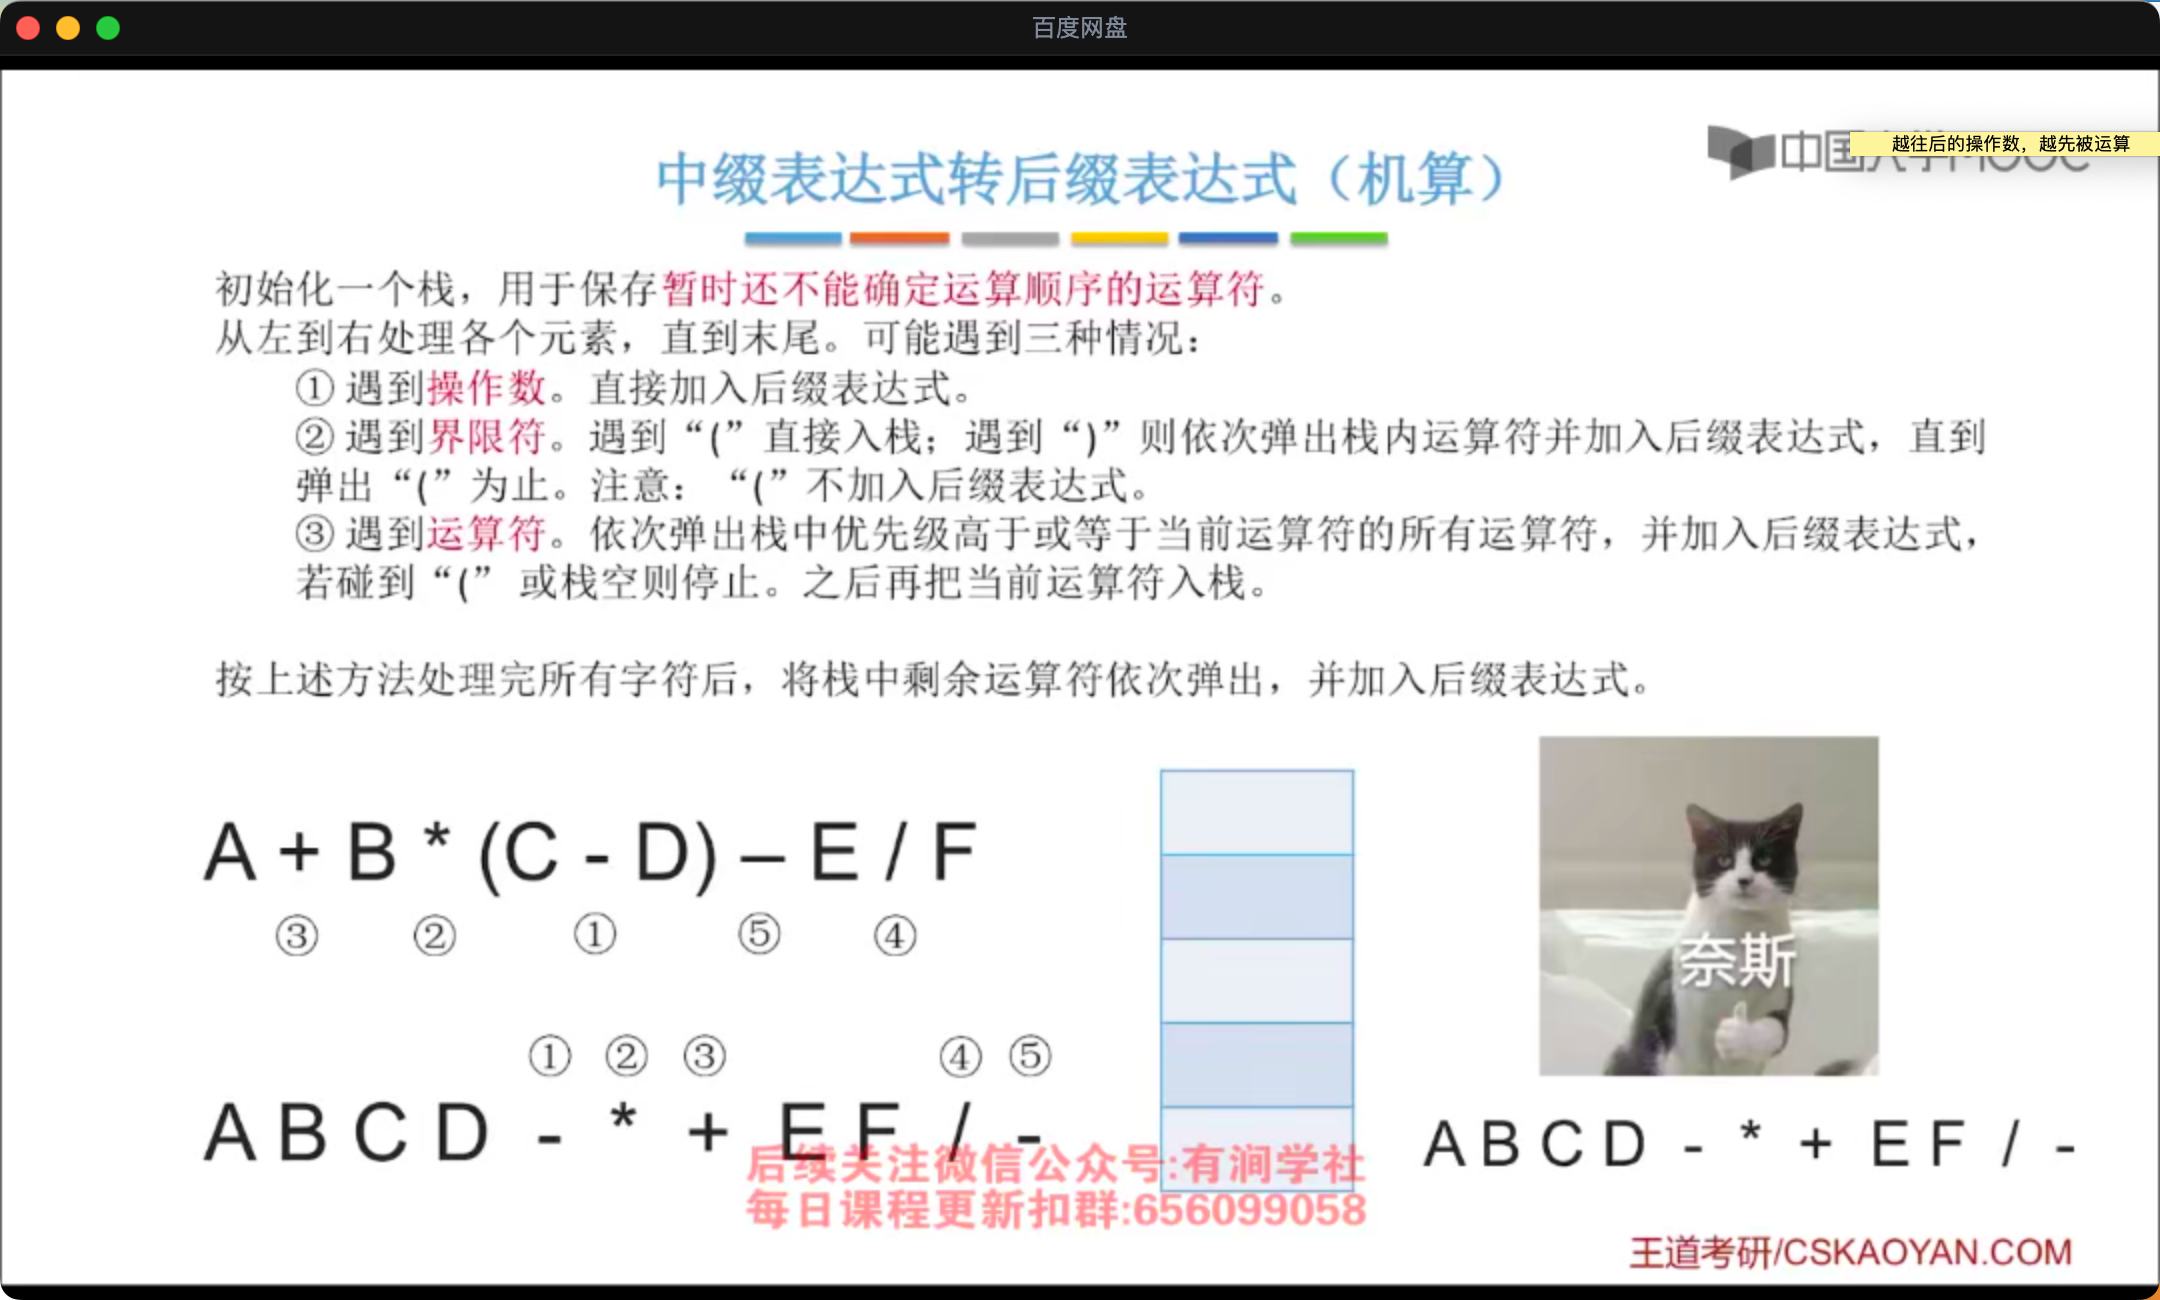 百度网盘
中国大学MOOC
越往后的操作数，越先被运算
中缀表达式转后缀表达式（机算）
初始化一个栈，用于保存暂时还不能确定运算顺序的运算符。
从左到右处理各个元素，直到末尾。可能遇到三种情况：
① 遇到操作数。直接加入后缀表达式。
② 遇到界限符。遇到“(”直接入栈；遇到“)”则依次弹出栈内运算符并加入后缀表达式，直到
弹出“(”为止。注意：“(”不加入后缀表达式。
③ 遇到运算符。依次弹出栈中优先级高于或等于当前运算符的所有运算符，并加入后缀表达式，
若碰到“(” 或栈空则停止。之后再把当前运算符入栈。
按上述方法处理完所有字符后，将栈中剩余运算符依次弹出，并加入后缀表达式。
A + B * (C - D) – E / F
③ ② ① ⑤ ④
奈斯
① ② ③ ④ ⑤
A B C D - * + E F / -
A B C D - * + E F / -
后续关注微信公众号:有涧学社
每日课程更新扣群:656099058
王道考研/CSKAOYAN.COM